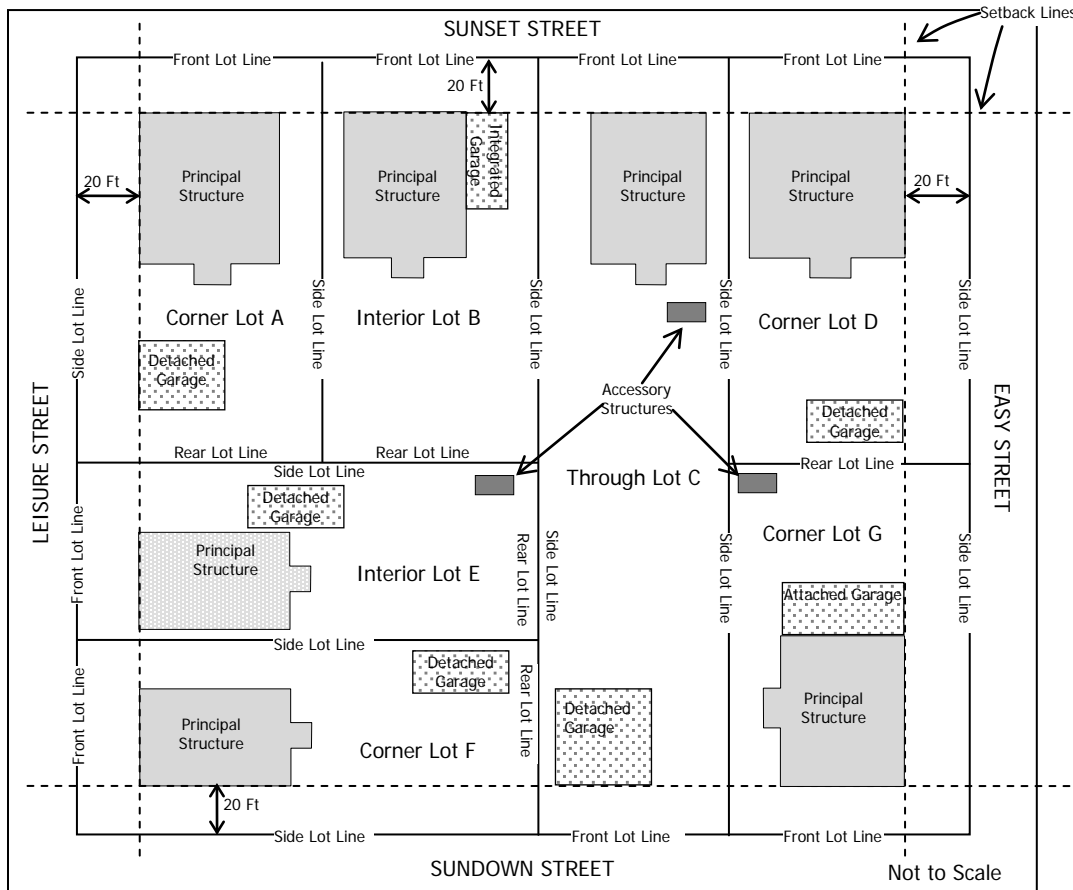 Setback Lines
SUNSET STREET
Front Lot Line
Front Lot Line
Front Lot Line
Front Lot Line
20 Ft
Principal
Structure
Principal
Structure
Integrated
Garage
Principal
Structure
Principal
Structure
20 Ft
20 Ft
Side Lot Line
Side Lot Line
Side Lot Line
Side Lot Line
Side Lot Line
Corner Lot A
Interior Lot B
Corner Lot D
Detached
Garage
Accessory
Structures
Detached
Garage
LEISURE STREET
EASY STREET
Rear Lot Line
Rear Lot Line
Rear Lot Line
Side Lot Line
Through Lot C
Detached
Garage
Front Lot Line
Principal
Structure
Interior Lot E
Rear Lot Line
Side Lot Line
Side Lot Line
Corner Lot G
Side Lot Line
Attached Garage
Side Lot Line
Front Lot Line
Detached
Garage
Rear Lot Line
Detached
Garage
Principal
Structure
Principal
Structure
Corner Lot F
20 Ft
Side Lot Line
Front Lot Line
Front Lot Line
SUNDOWN STREET
Not to Scale